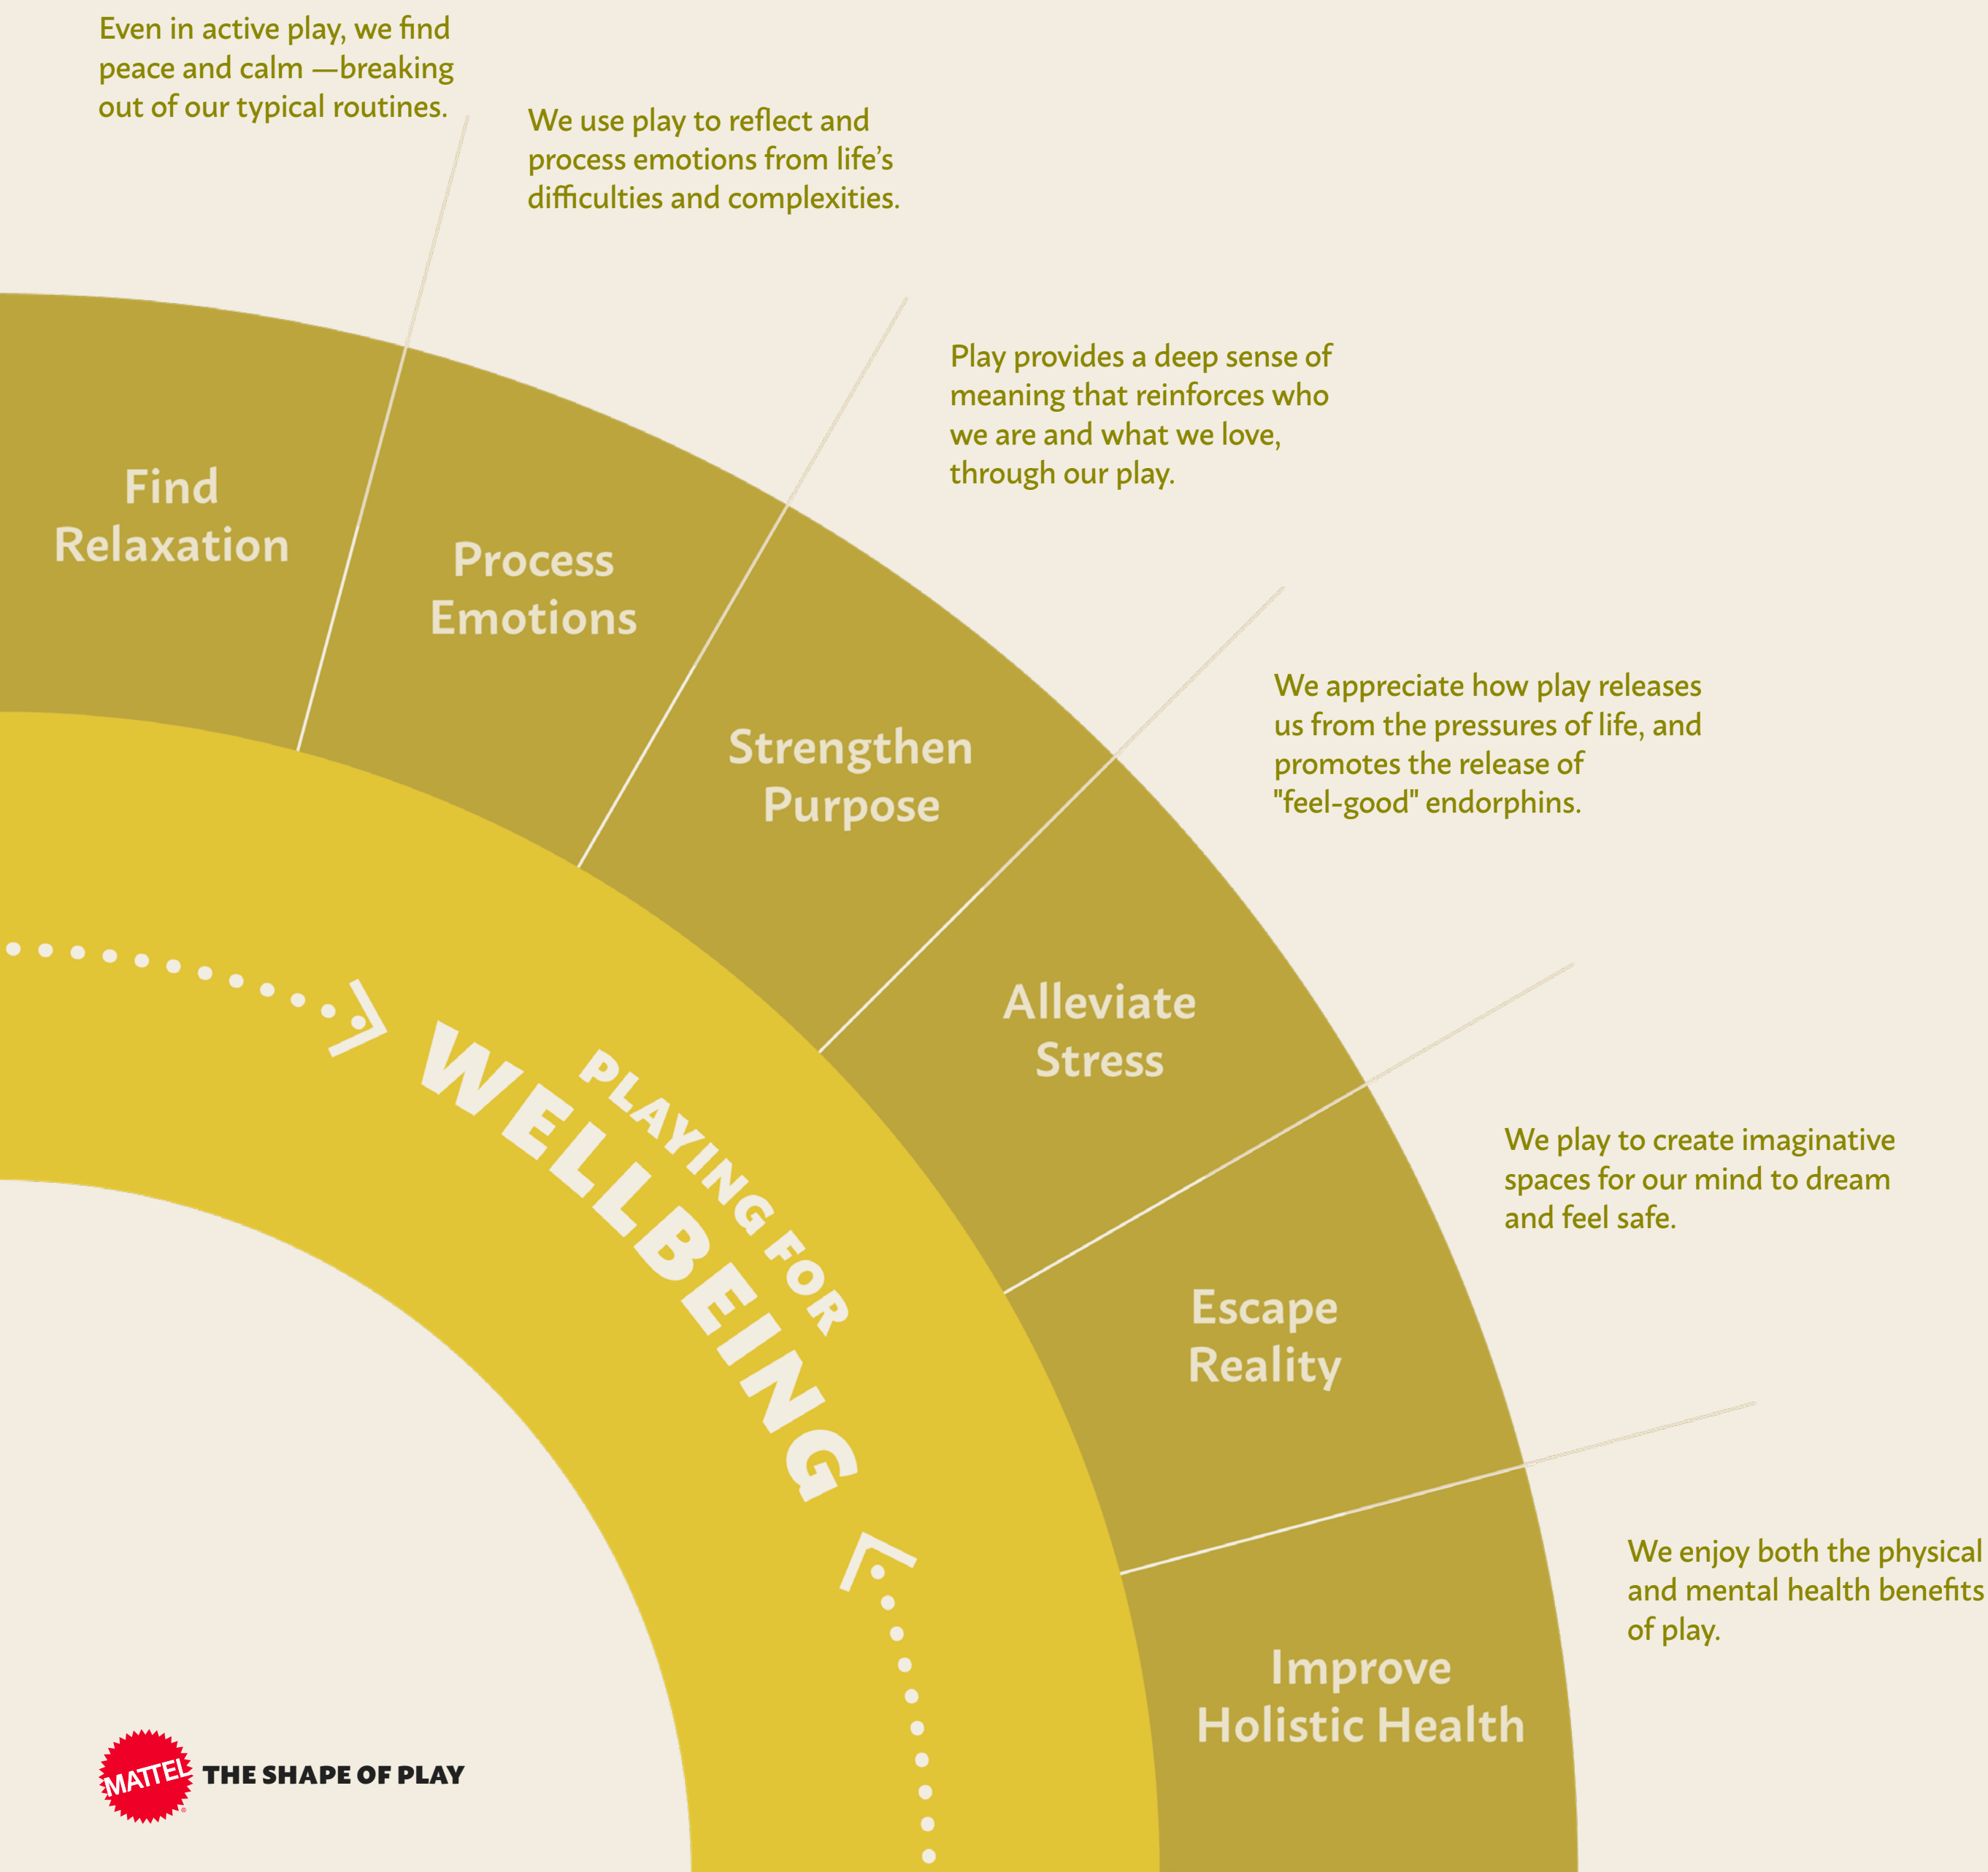 Even in active play, we find
peace and calm —breaking
out of our typical routines.
We use play to reflect and
process emotions from life’s
difficulties and complexities.
Play provides a deep sense of
meaning that reinforces who
we are and what we love,
through our play.
We appreciate how play releases
us from the pressures of life, and
promotes the release of
"feel-good" endorphins.
We play to create imaginative
spaces for our mind to dream
and feel safe.
We enjoy both the physical
and mental health benefits
of play.
Find
Relaxation
Process
Emotions
Strengthen
Purpose
Alleviate
Stress
Escape
Reality
Improve
Holistic Health
PLAYING FOR
WELLBEING
MATTEL ®
THE SHAPE OF PLAY